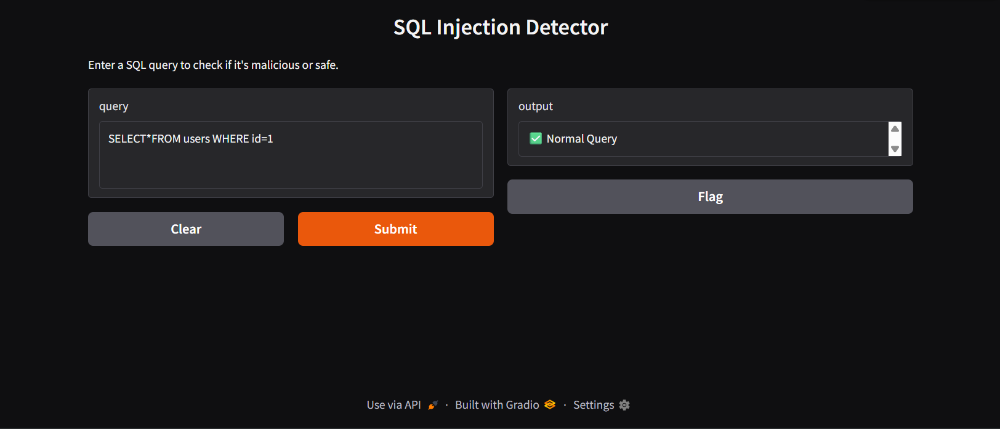 SQL Injection Detector
Enter a SQL query to check if it's malicious or safe.
query
SELECT*FROM users WHERE id=1
output
✅ Normal Query
Flag
Clear
Submit
Use via API 🚀 · Built with Gradio · Settings ⚙️